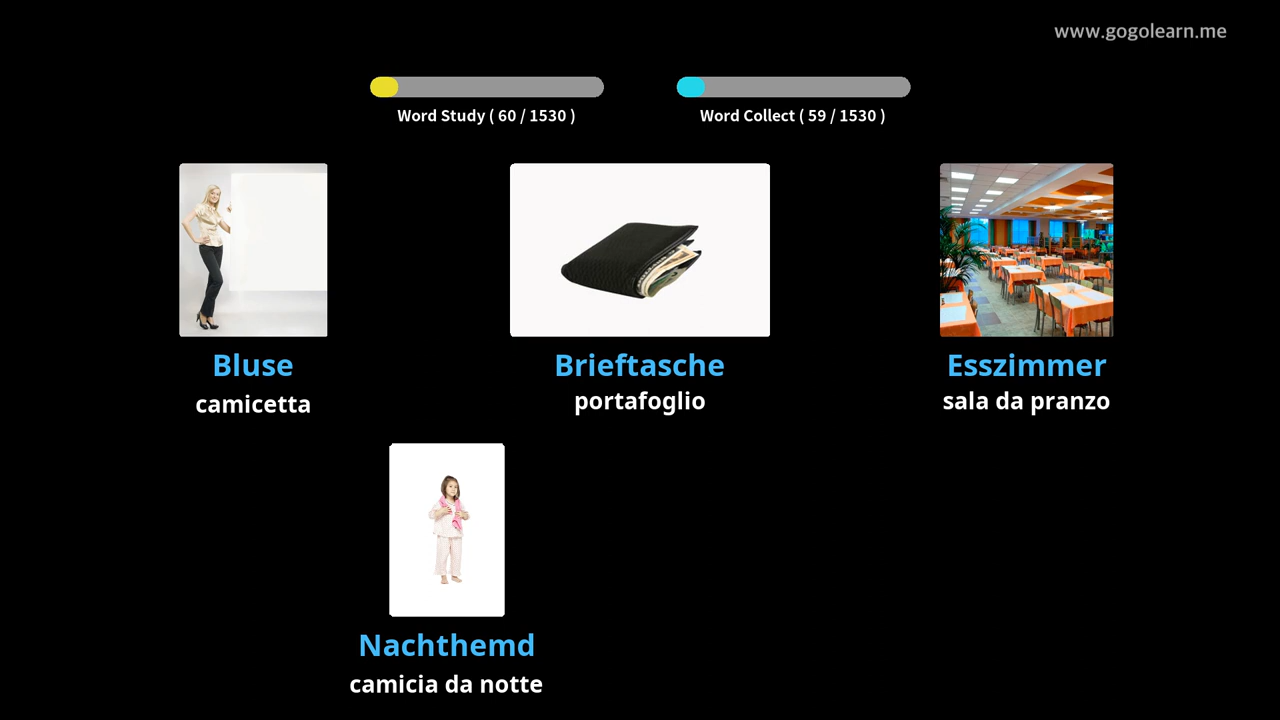 www.gogolearn.me
Word Study ( 60 / 1530 )
Word Collect ( 59 / 1530 )
Bluse
camicetta
Brieftasche
portafoglio
Esszimmer
sala da pranzo
Nachthemd
camicia da notte